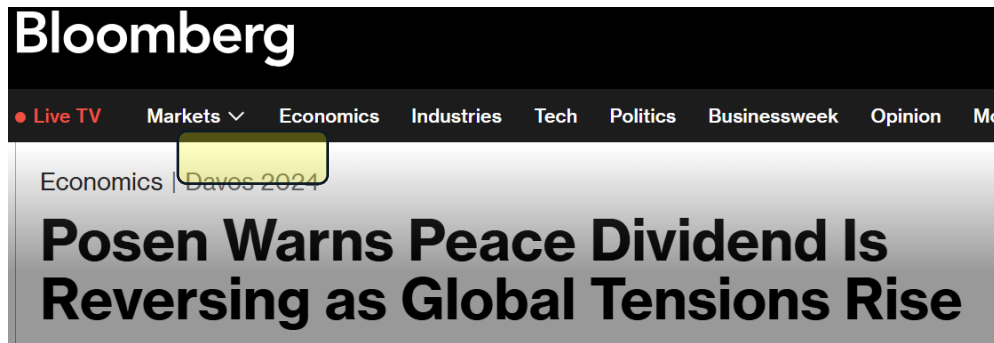 Bloomberg
Live TV Markets Economics Industries Tech Politics Businessweek Opinion
Economics | Davos 2024
Posen Warns Peace Dividend Is
Reversing as Global Tensions Rise